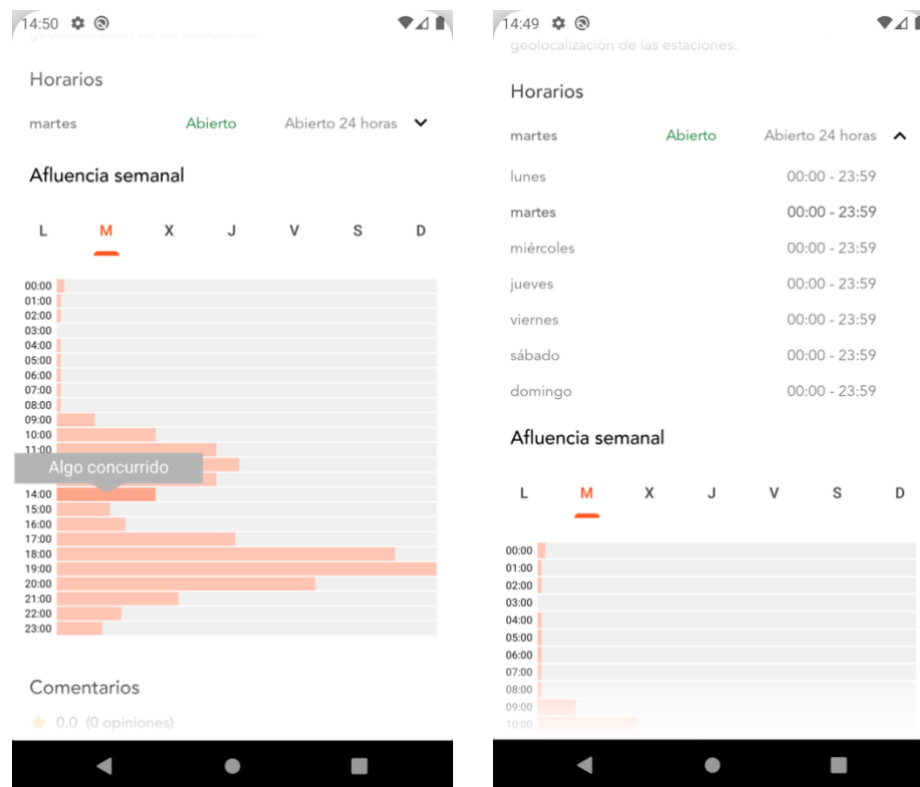 14:50
geolocalización de las estaciones.
Horarios
martes Abierto Abierto 24 horas
Afluencia semanal
L M X J V S D
00:00
01:00
02:00
03:00
04:00
05:00
06:00
07:00
08:00
09:00
10:00
11:00
Algo concurrido
14:00
15:00
16:00
17:00
18:00
19:00
20:00
21:00
22:00
23:00
Comentarios
0.0 (0 opiniones)
14:49
geolocalización de las estaciones.
Horarios
martes Abierto Abierto 24 horas
lunes 00:00 - 23:59
martes 00:00 - 23:59
miércoles 00:00 - 23:59
jueves 00:00 - 23:59
viernes 00:00 - 23:59
sábado 00:00 - 23:59
domingo 00:00 - 23:59
Afluencia semanal
L M X J V S D
00:00
01:00
02:00
03:00
04:00
05:00
06:00
07:00
08:00
09:00
10:00